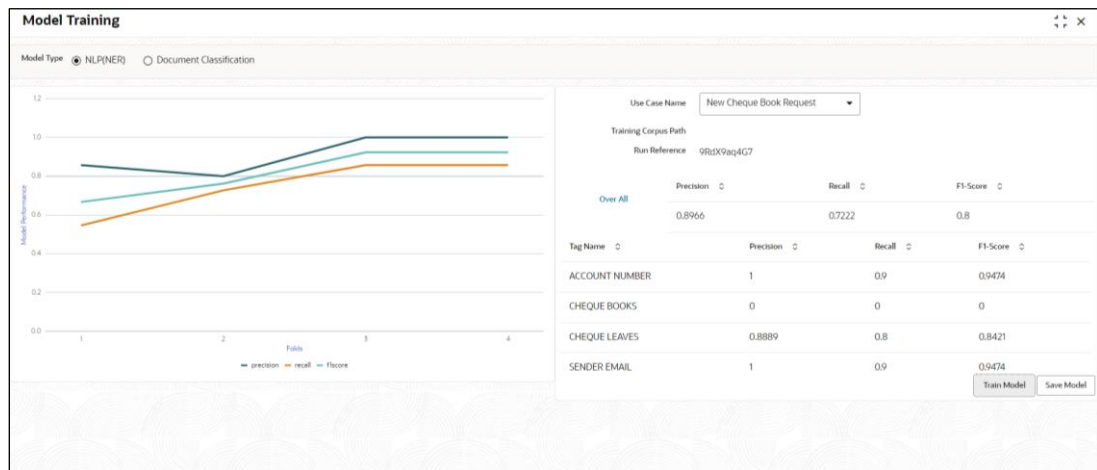 Model Training
Model Type NLP(NER) Document Classification
1.2
1.0
0.8
0.6
0.4
0.2
0.0
Model Performance
1 2 3 4
Folds
precision recall f1score
Use Case Name New Cheque Book Request
Training Corpus Path
Run Reference 9RdX9aq4G7
Over All
Precision Recall F1-Score
0.8966 0.7222 0.8
Tag Name Precision Recall F1-Score
ACCOUNT NUMBER 1 0.9 0.9474
CHEQUE BOOKS 0 0 0
CHEQUE LEAVES 0.8889 0.8 0.8421
SENDER EMAIL 1 0.9 0.9474
Train Model Save Model